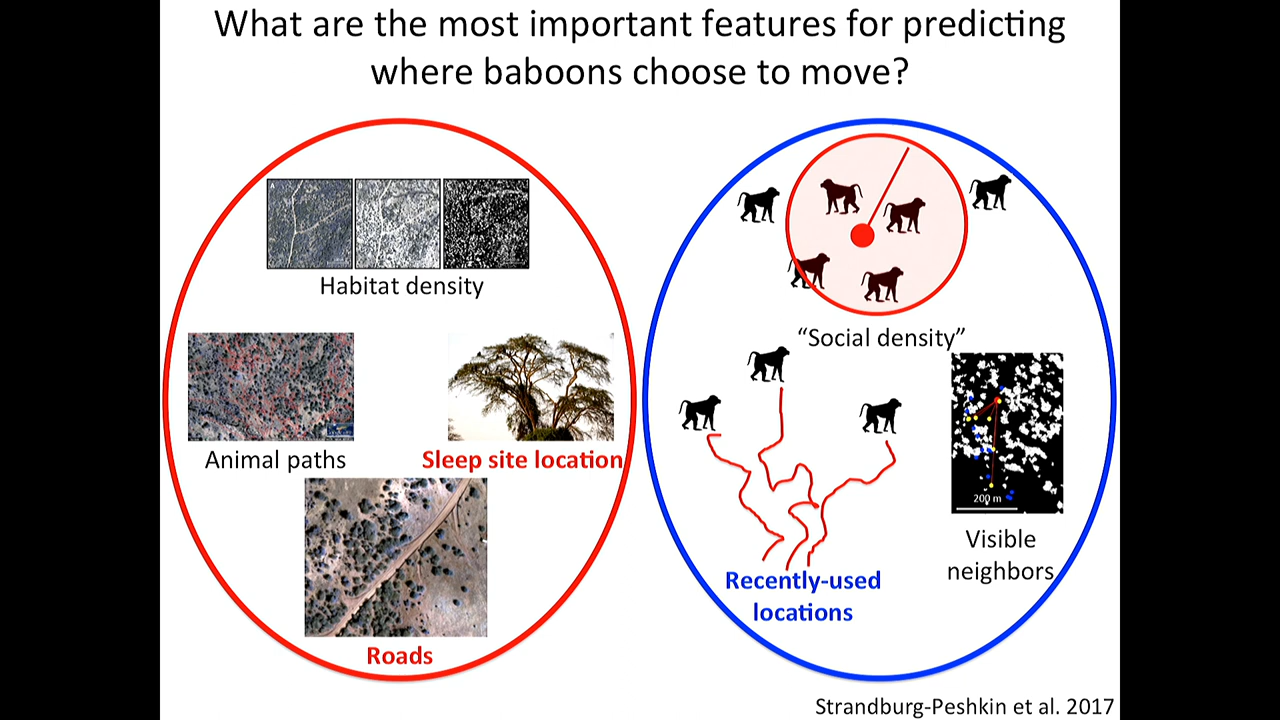 What are the most important features for predicting
where baboons choose to move?
Habitat density
Animal paths
Sleep site location
Roads
“Social density”
200 m
Visible
neighbors
Recently-used
locations
Strandburg-Peshkin et al. 2017